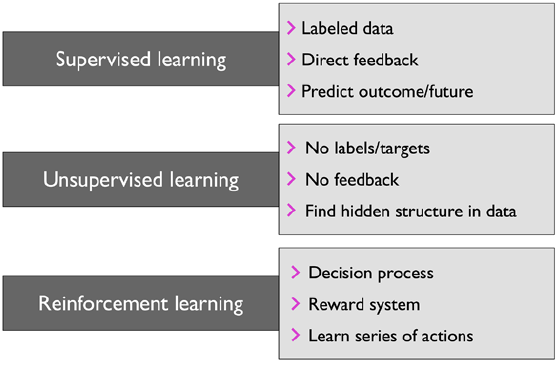 Supervised learning
Labeled data
Direct feedback
Predict outcome/future
Unsupervised learning
No labels/targets
No feedback
Find hidden structure in data
Reinforcement learning
Decision process
Reward system
Learn series of actions